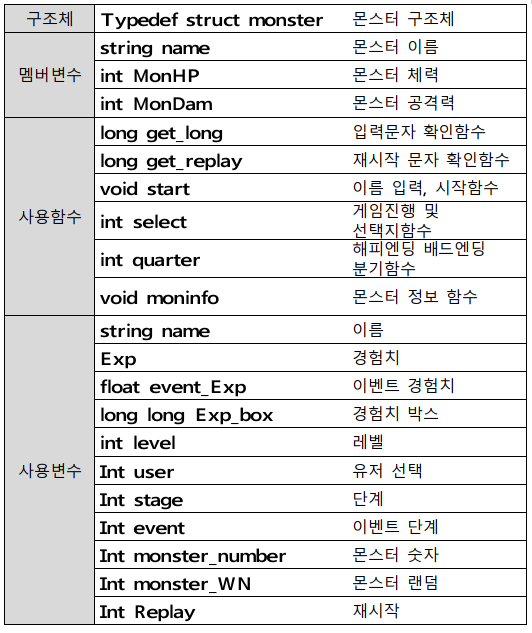 구조체 Typedef struct monster 몬스터 구조체
멤버변수
string name 몬스터 이름
int MonHP 몬스터 체력
int MonDam 몬스터 공격력
사용함수
long get_long 입력문자 확인함수
long get_replay 재시작 문자 확인함수
void start 이름 입력, 시작함수
int select 게임진행 및
선택지함수
int quarter 해피엔딩 배드엔딩
분기함수
void moninfo 몬스터 정보 함수
사용변수
string name 이름
Exp 경험치
float event_Exp 이벤트 경험치
long long Exp_box 경험치 박스
int level 레벨
Int user 유저 선택
Int stage 단계
Int event 이벤트 단계
Int monster_number 몬스터 숫자
Int monster_WN 몬스터 랜덤
Int Replay 재시작